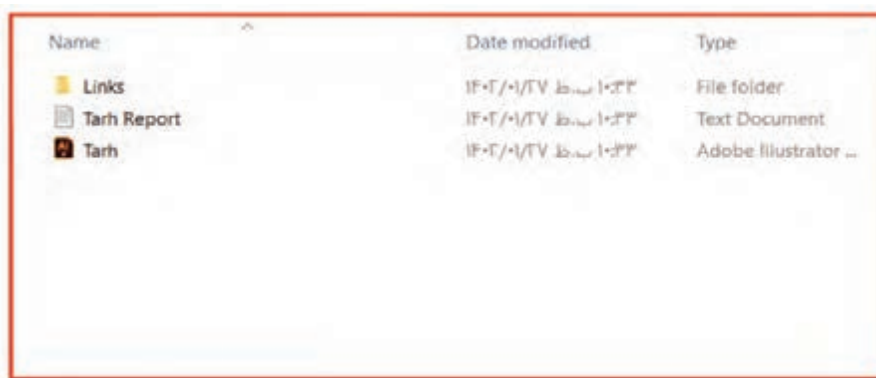 Name Date modified Type
Links ۱۴۰۲/۰۱/۲۷ ب.ظ ۱۰:۳۳ File folder
Tarh Report ۱۴۰۲/۰۱/۲۷ ب.ظ ۱۰:۳۳ Text Document
Tarh ۱۴۰۲/۰۱/۲۷ ب.ظ ۱۰:۳۳ Adobe Illustrator ...